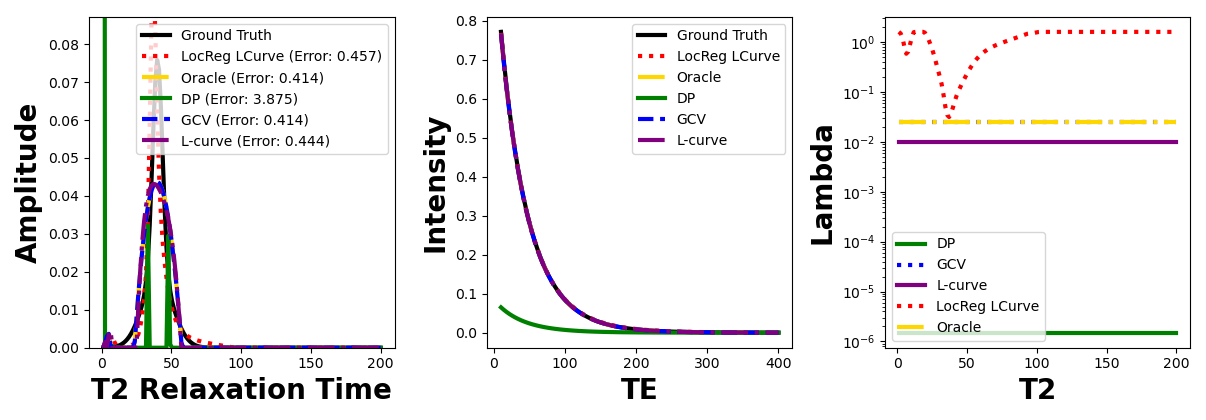 Amplitude
0.00
0.01
0.02
0.03
0.04
0.05
0.06
0.07
0.08
Ground Truth
LocReg LCurve (Error: 0.457)
Oracle (Error: 0.414)
DP (Error: 3.875)
GCV (Error: 0.414)
L-curve (Error: 0.444)
0 50 100 150 200
T2 Relaxation Time
Intensity
0.0
0.1
0.2
0.3
0.4
0.5
0.6
0.7
0.8
Ground Truth
LocReg LCurve
Oracle
DP
GCV
L-curve
0 100 200 300 400
TE
Lambda
10⁰
10⁻¹
10⁻²
10⁻³
10⁻⁴
10⁻⁵
10⁻⁶
DP
GCV
L-curve
LocReg LCurve
Oracle
0 50 100 150 200
T2